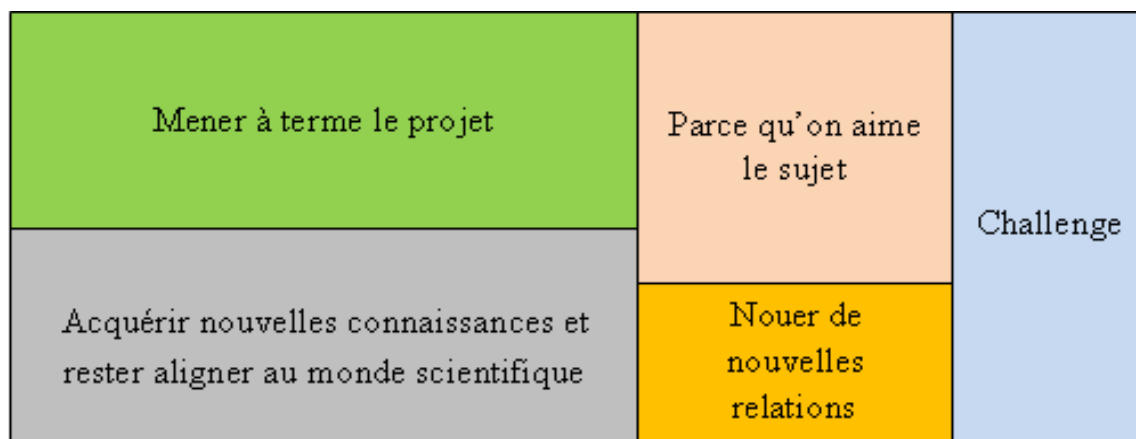 Mener à terme le projet
Parce qu'on aime
le sujet
Challenge
Acquérir nouvelles connaissances et
rester aligner au monde scientifique
Nouer de
nouvelles
relations